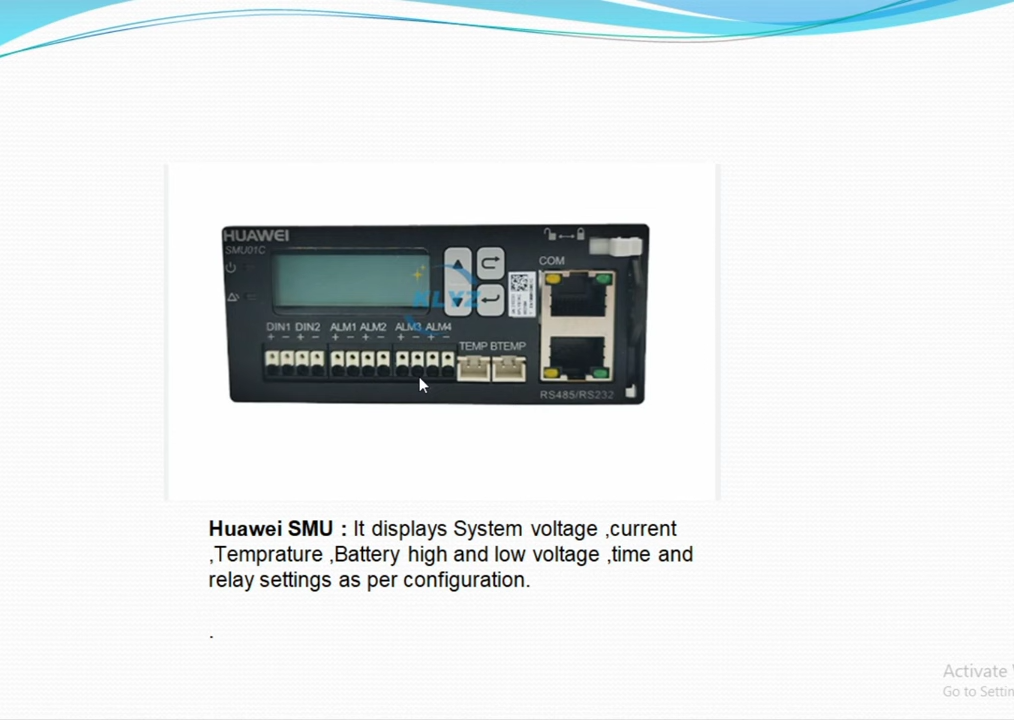 HUAWEI
SMU01C
COM
DIN1 DIN2 ALM1 ALM2 ALM3 ALM4
+ − + − + − + − + − + −
TEMP BTEMP
RS485/RS232
KLYZ
Huawei SMU : It displays System voltage ,current
,Temprature ,Battery high and low voltage ,time and
relay settings as per configuration.
.
Activate
Go to Settin